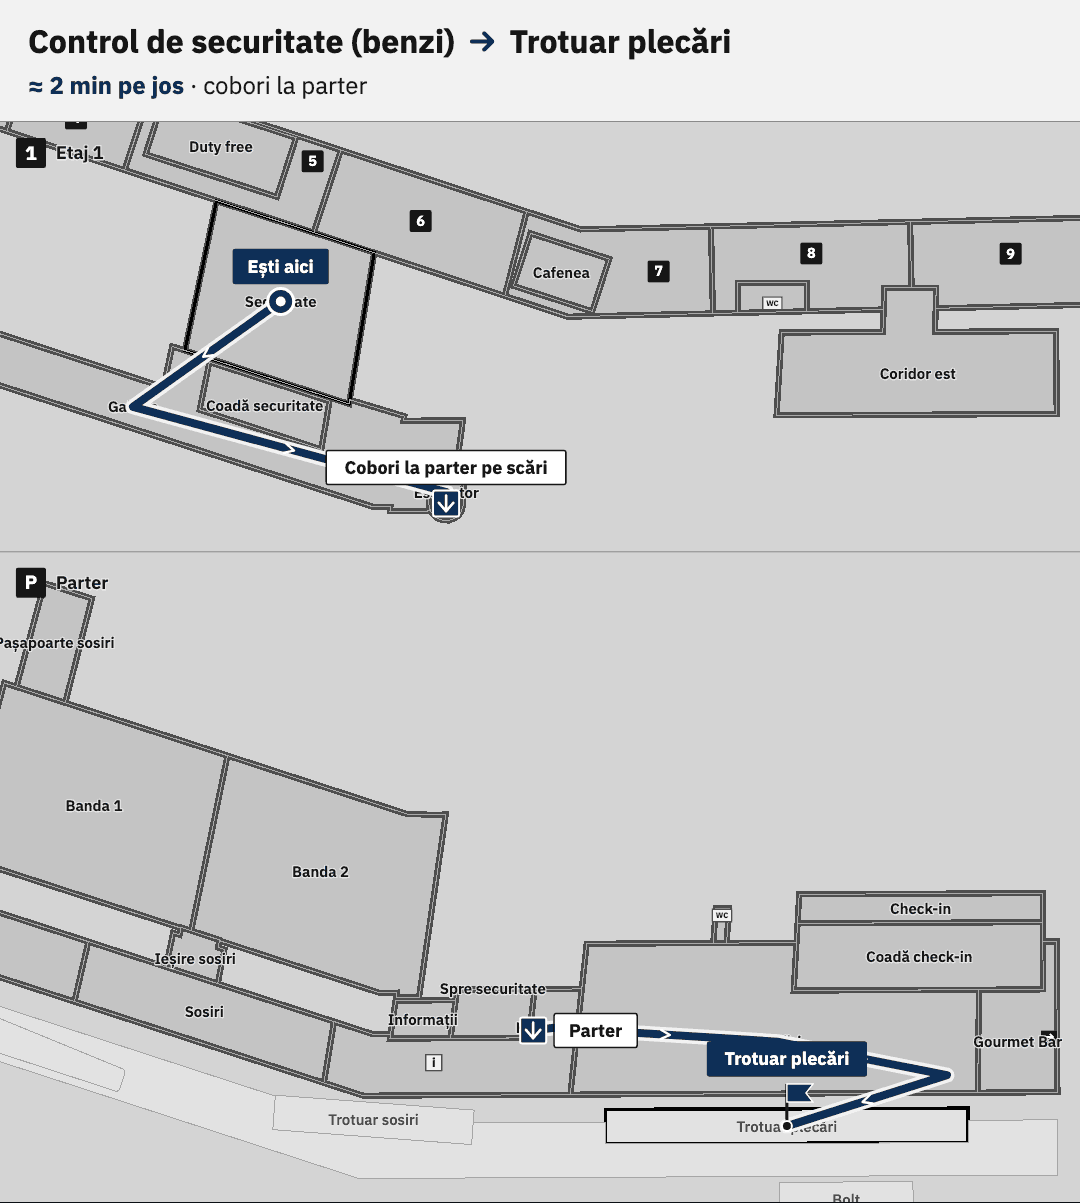 Control de securitate (benzi) → Trotuar plecări
≈ 2 min pe jos · cobori la parter
1 Etaj 1
Duty free
5
6
Cafenea
7
8
9
wc
Ești aici
Coridor est
Coadă securitate
Cobori la parter pe scări
P Parter
Pașapoarte sosiri
Banda 1
Banda 2
Check-in
wc
Coadă check-in
Ieșire sosiri
Spre securitate
Sosiri
Informații
Parter
i
Trotuar plecări
Gourmet Bar
Trotuar sosiri
Bolt